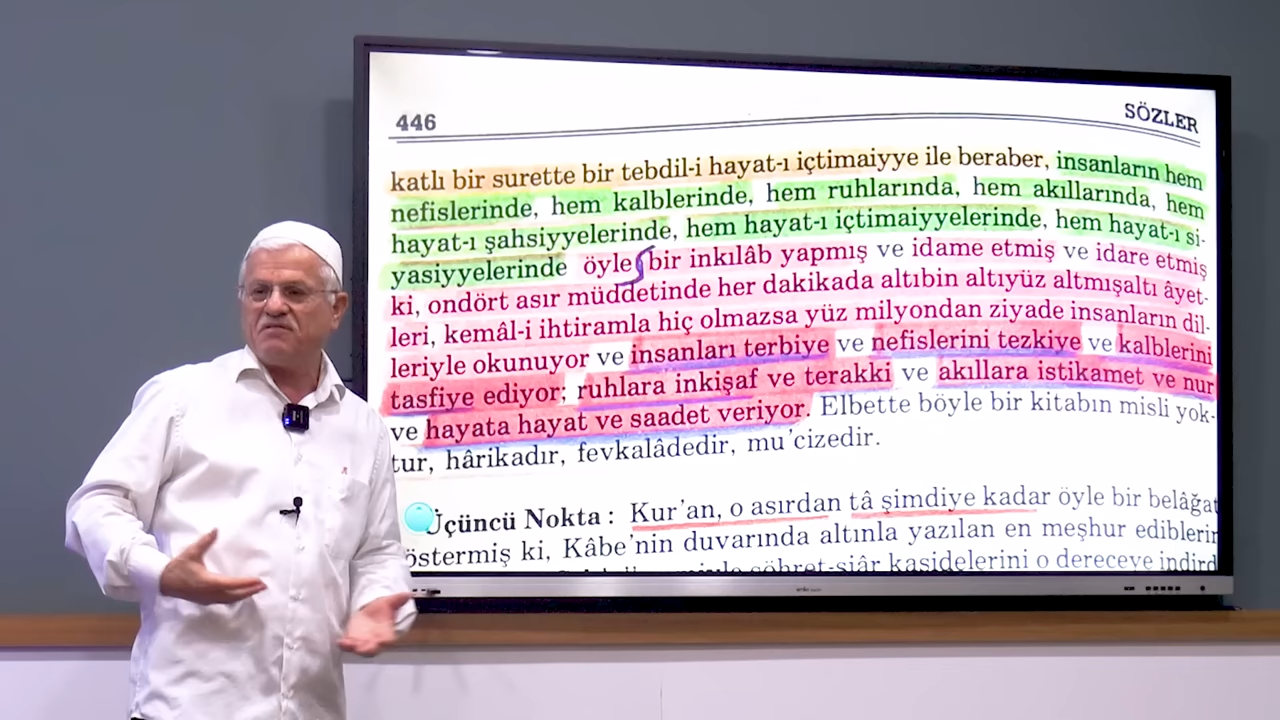 446
SÖZLER
katlı bir surette bir tebdil-i hayat-ı içtimaiyye ile beraber, insanların hem
nefislerinde, hem kalblerinde, hem ruhlarında, hem akıllarında, hem
hayat-ı şahsiyyelerinde, hem hayat-ı içtimaiyyelerinde, hem hayat-ı si-
yasiyyelerinde öyle bir inkılâb yapmış ve idame etmiş ve idare etmiş
ki, ondört asır müddetinde her dakikada altıbin altıyüz altmışaltı âyet-
leri, kemâl-i ihtiramla hiç olmazsa yüz milyondan ziyade insanların dil-
leriyle okunuyor ve insanları terbiye ve nefislerini tezkiye ve kalblerini
tasfiye ediyor; ruhlara inkişaf ve terakki ve akıllara istikamet ve nur
ve hayata hayat ve saadet veriyor. Elbette böyle bir kitabın misli yok-
tur, hârikadır, fevkalâdedir, mu'cizedir.
Üçüncü Nokta : Kur'an, o asırdan tâ şimdiye kadar öyle bir belâğat
östermiş ki, Kâbe'nin duvarında altınla yazılan en meşhur ediblerin
şöhret-şiâr kasidelerini o dereceye indird